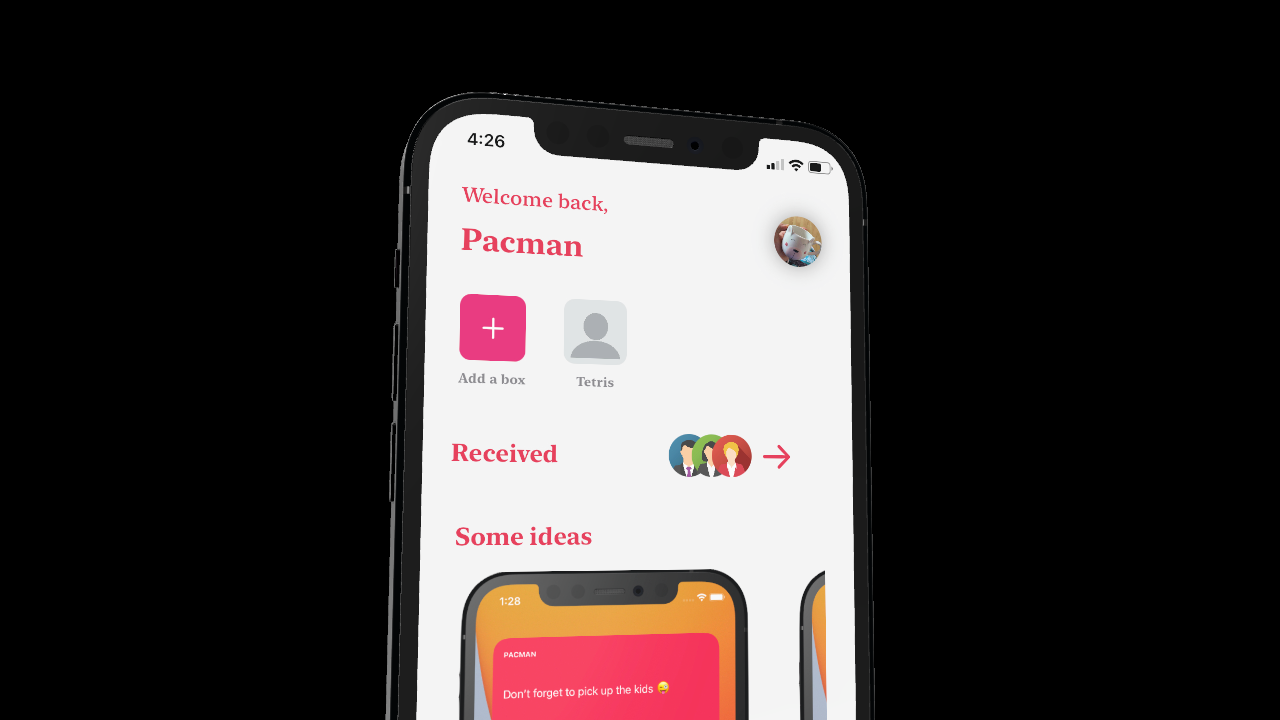 4:26
Welcome back,
Pacman
Add a box
Tetris
Received
Some ideas
1:28
PACMAN
Don't forget to pick up the kids 😅